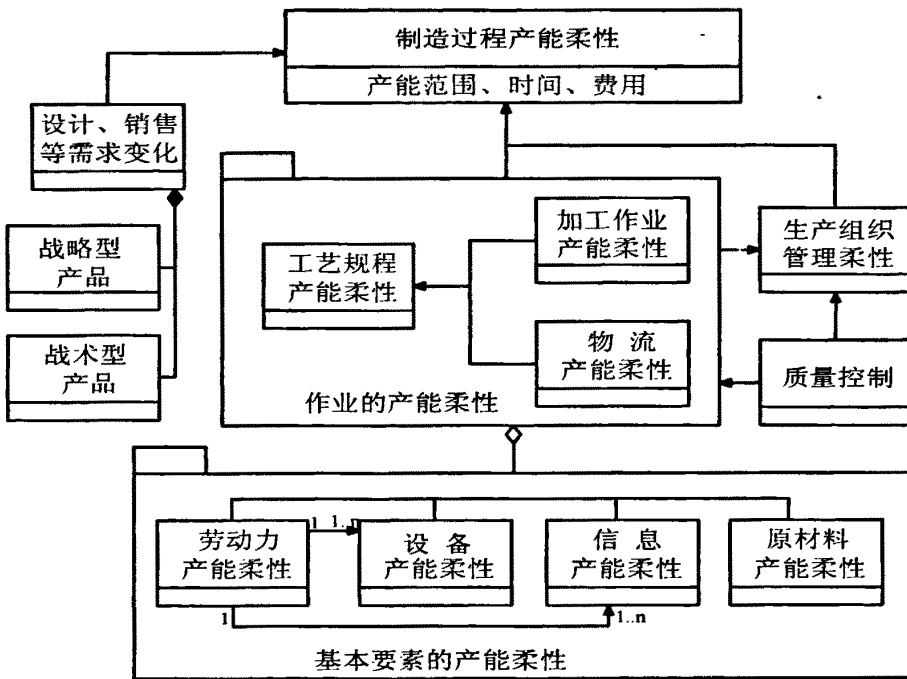 制造过程产能柔性
产能范围、时间、费用
设计、销售
等需求变化
战略型
产品
战术型
产品
工艺规程
产能柔性
加工作业
产能柔性
物 流
产能柔性
作业的产能柔性
生产组织
管理柔性
质量控制
劳动力
产能柔性
1
1..n
设 备
产能柔性
信 息
产能柔性
原材料
产能柔性
1
1..n
基本要素的产能柔性